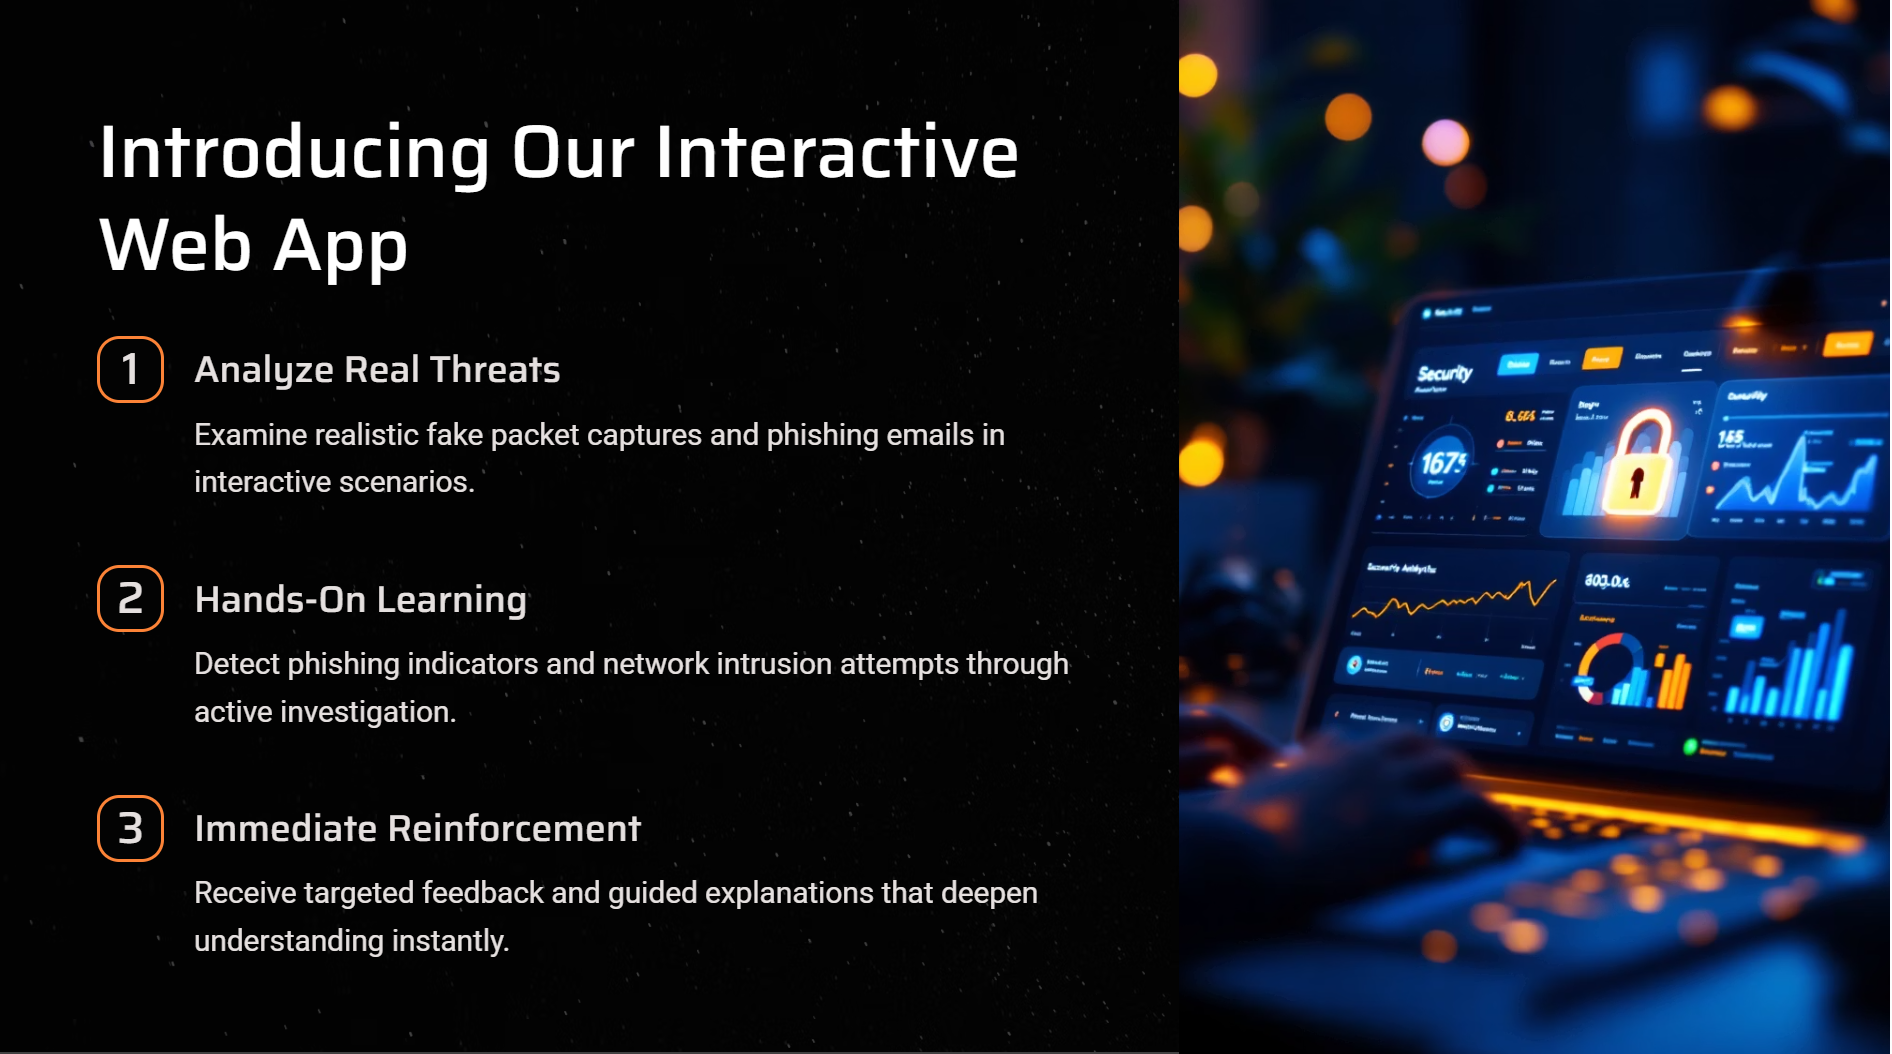 Introducing Our Interactive
Web App
1
Analyze Real Threats
Examine realistic fake packet captures and phishing emails in
interactive scenarios.
2
Hands-On Learning
Detect phishing indicators and network intrusion attempts through
active investigation.
3
Immediate Reinforcement
Receive targeted feedback and guided explanations that deepen
understanding instantly.
Security